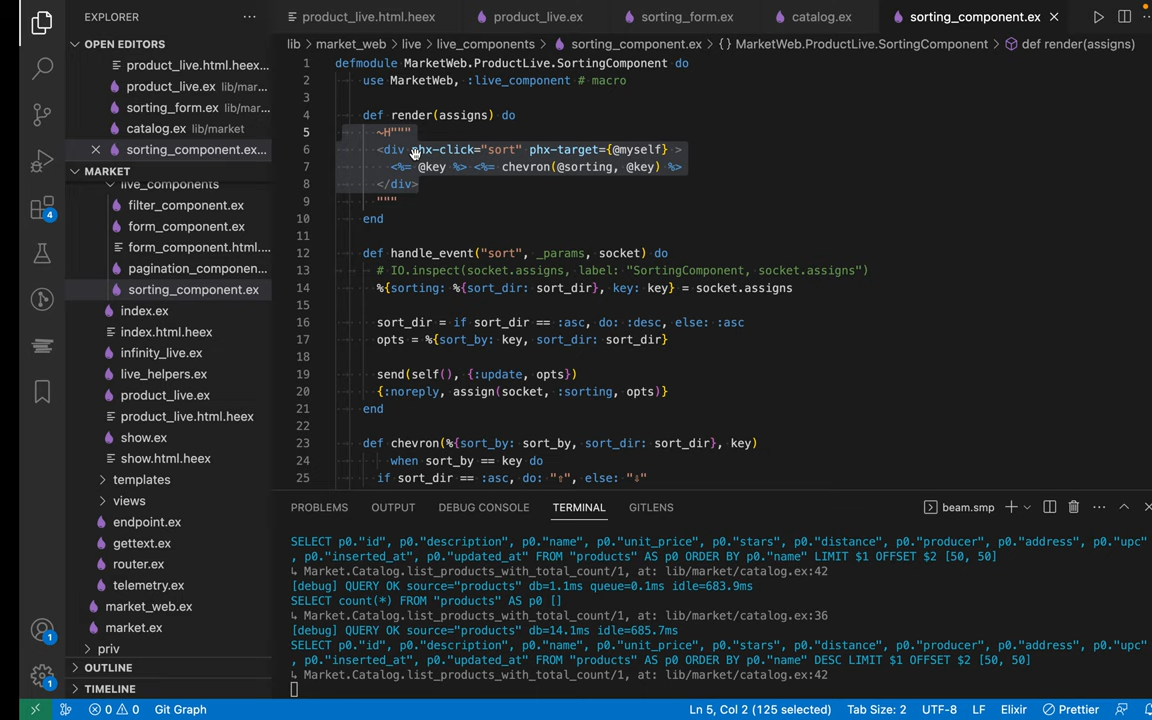 EXPLORER
OPEN EDITORS
product_live.html.heex...
product_live.ex lib/mar...
sorting_form.ex lib/mar...
catalog.ex lib/market
sorting_component.ex...
MARKET
live_components
filter_component.ex
form_component.ex
form_component.html....
pagination_componen...
sorting_component.ex
index.ex
index.html.heex
infinity_live.ex
live_helpers.ex
product_live.ex
product_live.html.heex
show.ex
show.html.heex
templates
views
endpoint.ex
gettext.ex
router.ex
telemetry.ex
market_web.ex
market.ex
priv
OUTLINE
TIMELINE
4
1
1
product_live.html.heex product_live.ex sorting_form.ex catalog.ex sorting_component.ex
lib > market_web > live > live_components > sorting_component.ex > {} MarketWeb.ProductLive.SortingComponent > def render(assigns)
1 defmodule MarketWeb.ProductLive.SortingComponent do
2 use MarketWeb, :live_component # macro
3
4 def render(assigns) do
5 ~H"""
6 <div phx-click="sort" phx-target={@myself} >
7 <%= @key %> <%= chevron(@sorting, @key) %>
8 </div>
9 """
10 end
11
12 def handle_event("sort", _params, socket) do
13 # IO.inspect(socket.assigns, label: "SortingComponent, socket.assigns")
14 %{sorting: %{sort_dir: sort_dir}, key: key} = socket.assigns
15
16 sort_dir = if sort_dir == :asc, do: :desc, else: :asc
17 opts = %{sort_by: key, sort_dir: sort_dir}
18
19 send(self(), {:update, opts})
20 {:noreply, assign(socket, :sorting, opts)}
21 end
22
23 def chevron(%{sort_by: sort_by, sort_dir: sort_dir}, key)
24 when sort_by == key do
25 if sort_dir == :asc, do: "⇧", else: "⇩"
PROBLEMS OUTPUT DEBUG CONSOLE TERMINAL GITLENS beam.smp
SELECT p0."id", p0."description", p0."name", p0."unit_price", p0."stars", p0."distance", p0."producer", p0."address", p0."upc"
, p0."inserted_at", p0."updated_at" FROM "products" AS p0 ORDER BY p0."name" LIMIT $1 OFFSET $2 [50, 50]
↳ Market.Catalog.list_products_with_total_count/1, at: lib/market/catalog.ex:42
[debug] QUERY OK source="products" db=1.1ms queue=0.1ms idle=683.9ms
SELECT count(*) FROM "products" AS p0 []
↳ Market.Catalog.list_products_with_total_count/1, at: lib/market/catalog.ex:36
[debug] QUERY OK source="products" db=14.1ms idle=685.7ms
SELECT p0."id", p0."description", p0."name", p0."unit_price", p0."stars", p0."distance", p0."producer", p0."address", p0."upc"
, p0."inserted_at", p0."updated_at" FROM "products" AS p0 ORDER BY p0."name" DESC LIMIT $1 OFFSET $2 [50, 50]
↳ Market.Catalog.list_products_with_total_count/1, at: lib/market/catalog.ex:42
0 0 Git Graph Ln 5, Col 2 (125 selected) Tab Size: 2 UTF-8 LF Elixir Prettier